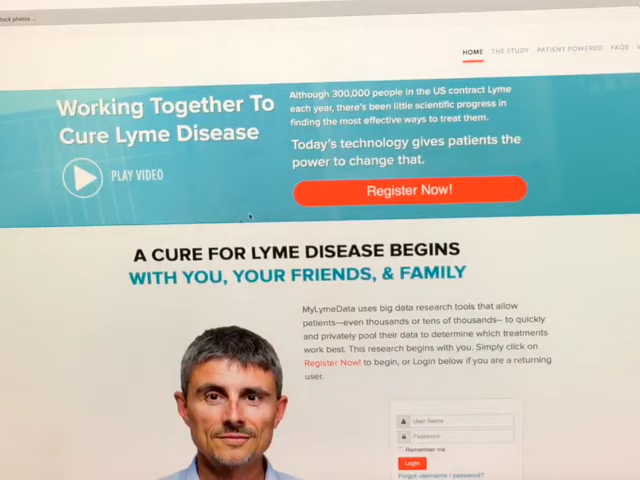 tock photos ..
HOME THE STUDY PATIENT POWERED FAQS
Working Together To
Cure Lyme Disease
PLAY VIDEO
Although 300,000 people in the US contract Lyme
each year, there's been little scientific progress in
finding the most effective ways to treat them.
Today's technology gives patients the
power to change that.
Register Now!
A CURE FOR LYME DISEASE BEGINS
WITH YOU, YOUR FRIENDS, & FAMILY
MyLymeData uses big data research tools that allow
patients—even thousands or tens of thousands– to quickly
and privately pool their data to determine which treatments
work best. This research begins with you. Simply click on
Register Now! to begin, or Login below if you are a returning
user.
User Name
Password
Remember me
Login
Forgot username / password?